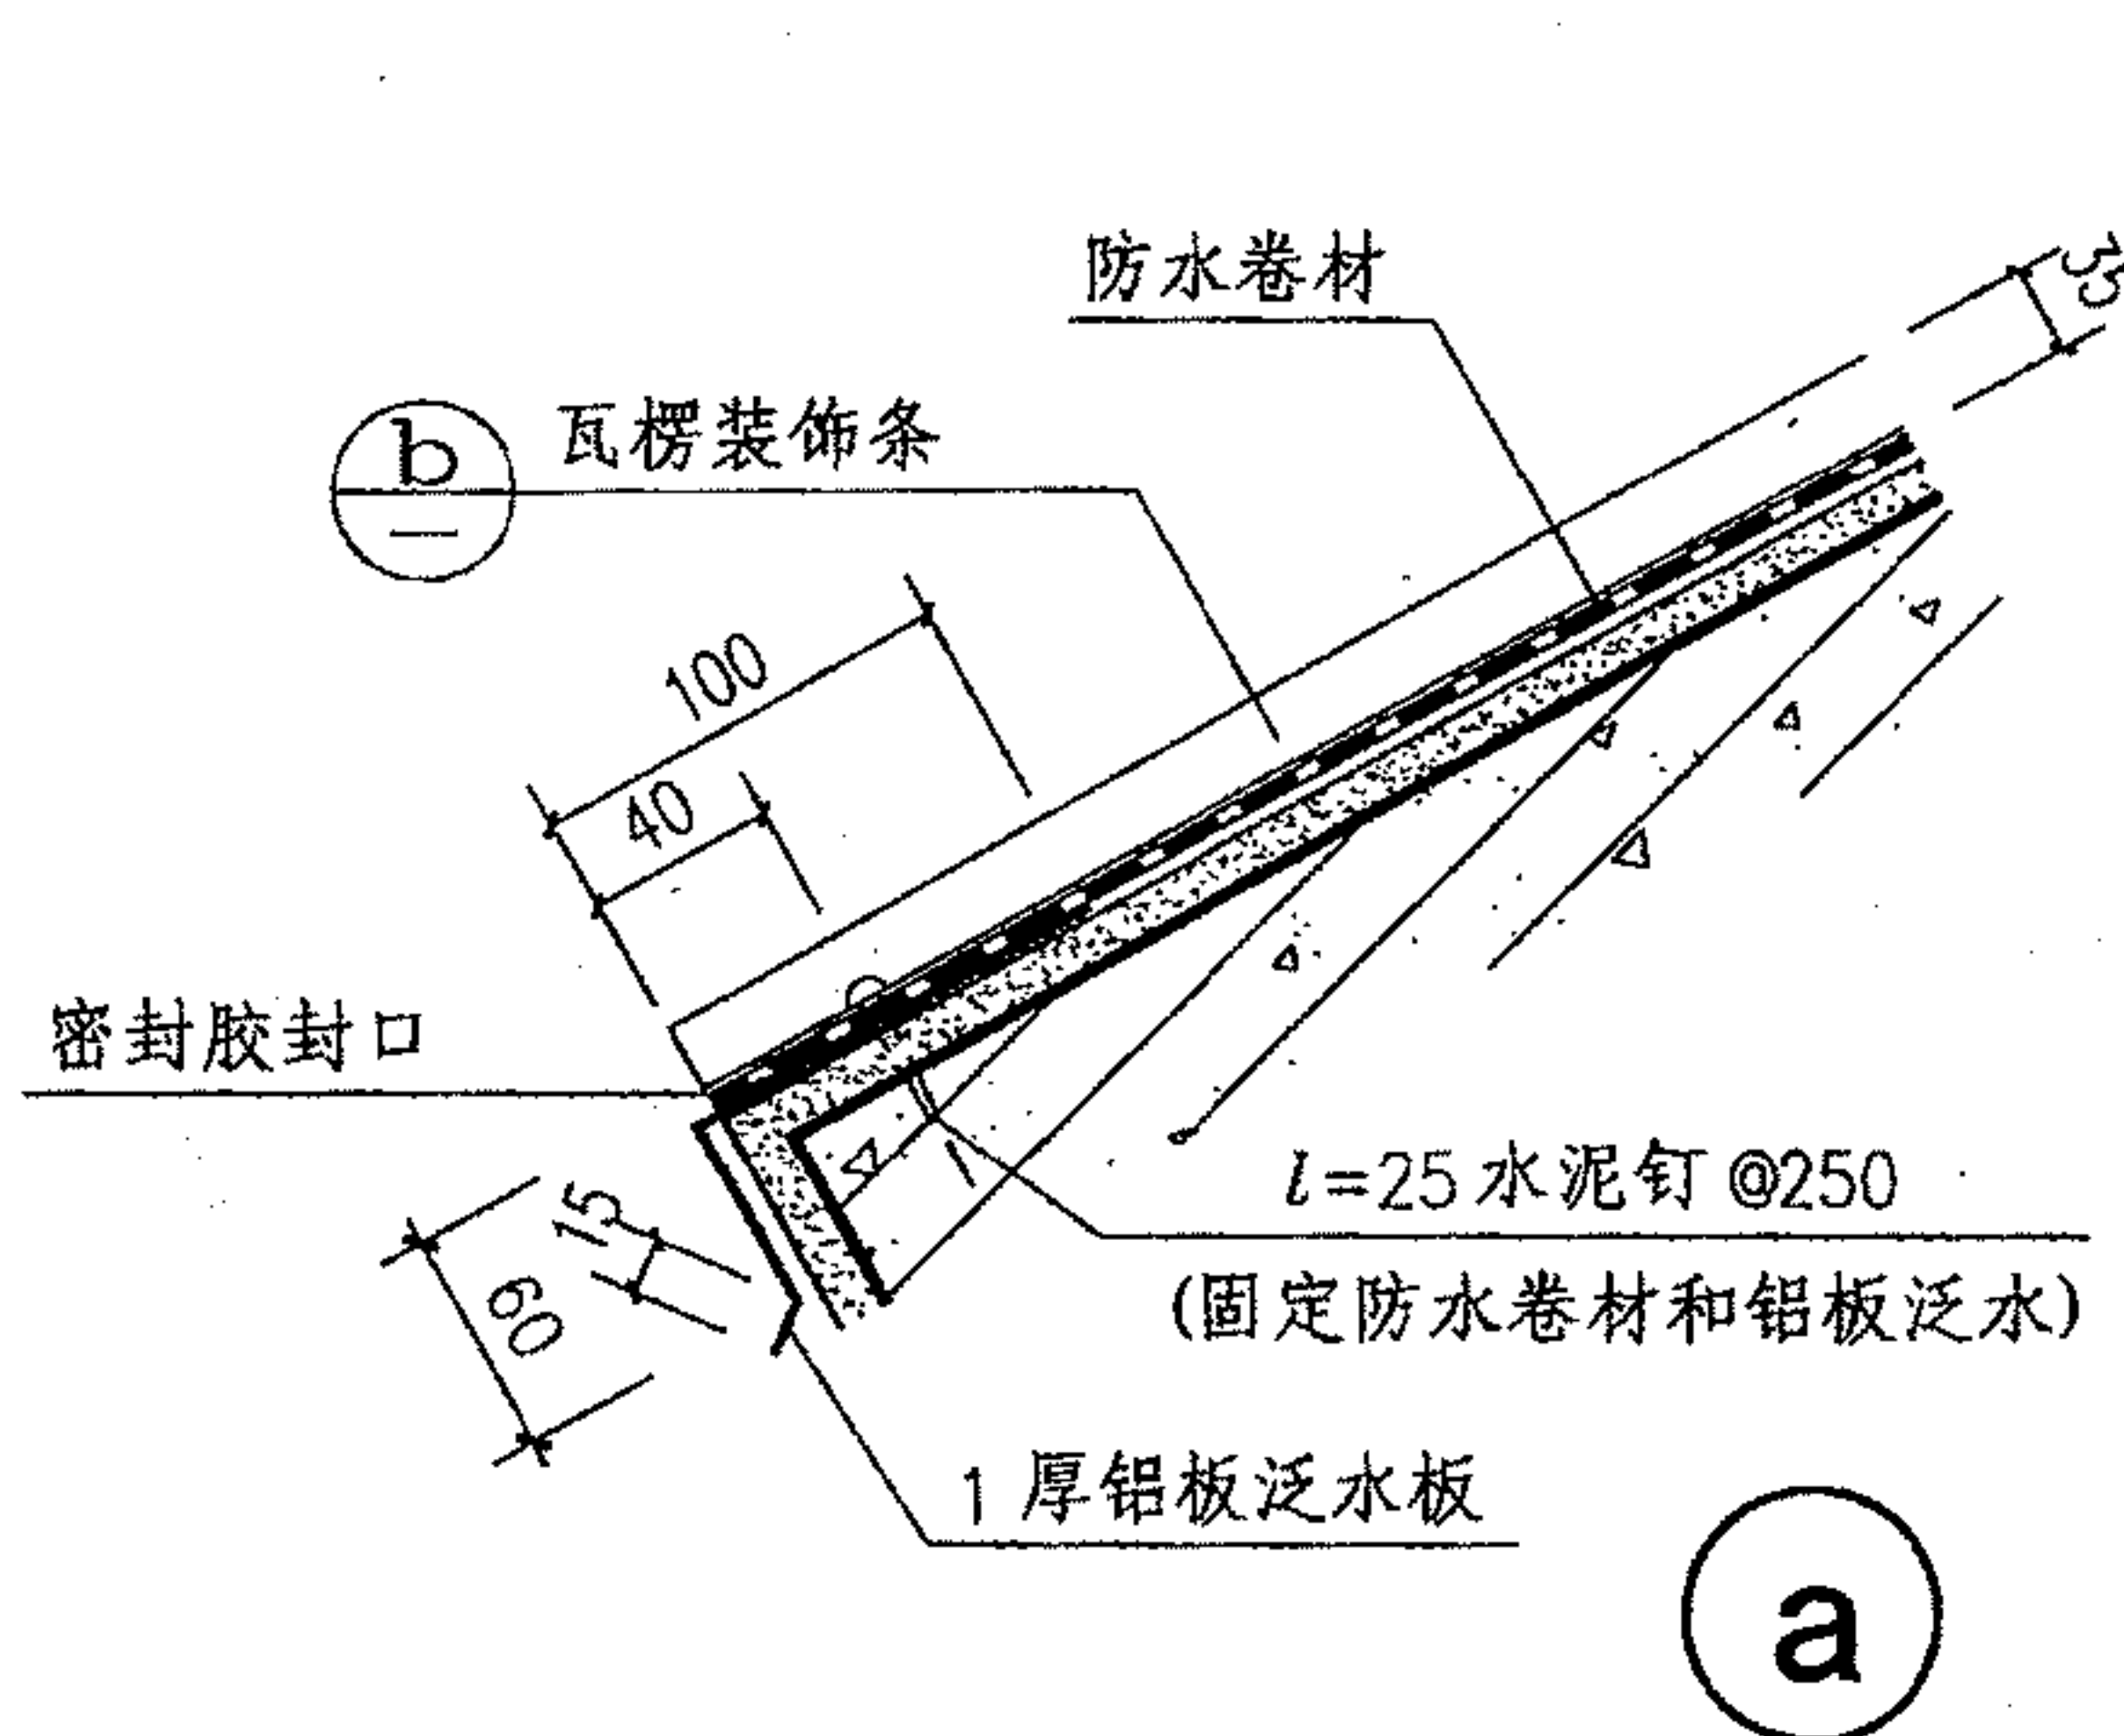 防水卷材
35
b
瓦楞装饰条
—
100
40
密封胶封口
l=25 水泥钉 @250
15
60
(固定防水卷材和铝板泛水)
1 厚铝板泛水板
a